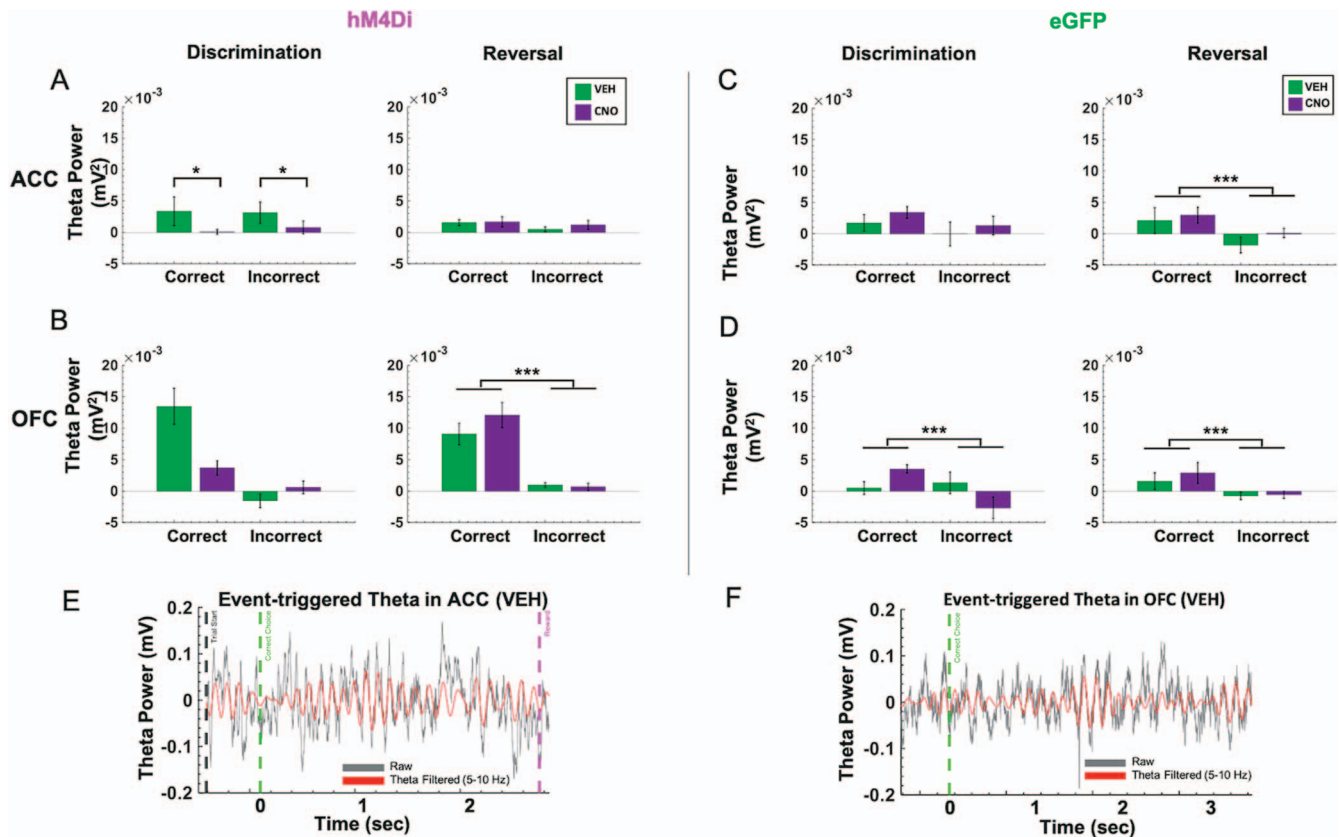 hM4Di
eGFP
Discrimination
Reversal
Discrimination
Reversal
A
C
VEH
CNO
VEH
CNO
× 10⁻³
× 10⁻³
× 10⁻³
× 10⁻³
20
15
10
5
0
-5
20
15
10
5
0
-5
20
15
10
5
0
-5
20
15
10
5
0
-5
ACC
Theta Power
(mV²)
Theta Power
(mV²)
*
*
***
Correct Incorrect
Correct Incorrect
Correct Incorrect
Correct Incorrect
B
D
× 10⁻³
× 10⁻³
× 10⁻³
× 10⁻³
20
15
10
5
0
-5
20
15
10
5
0
-5
20
15
10
5
0
-5
20
15
10
5
0
-5
OFC
Theta Power
(mV²)
Theta Power
(mV²)
***
***
***
Correct Incorrect
Correct Incorrect
Correct Incorrect
Correct Incorrect
E
Event-triggered Theta in ACC (VEH)
Theta Power (mV)
0.2
0.1
0
-0.1
-0.2
Trial Start
Correct Choice
Reward
Raw
Theta Filtered (5-10 Hz)
0 1 2
Time (sec)
F
Event-triggered Theta in OFC (VEH)
Theta Power (mV)
0.2
0.1
0
-0.1
-0.2
Correct Choice
Raw
Theta Filtered (5-10 Hz)
0 1 2 3
Time (sec)